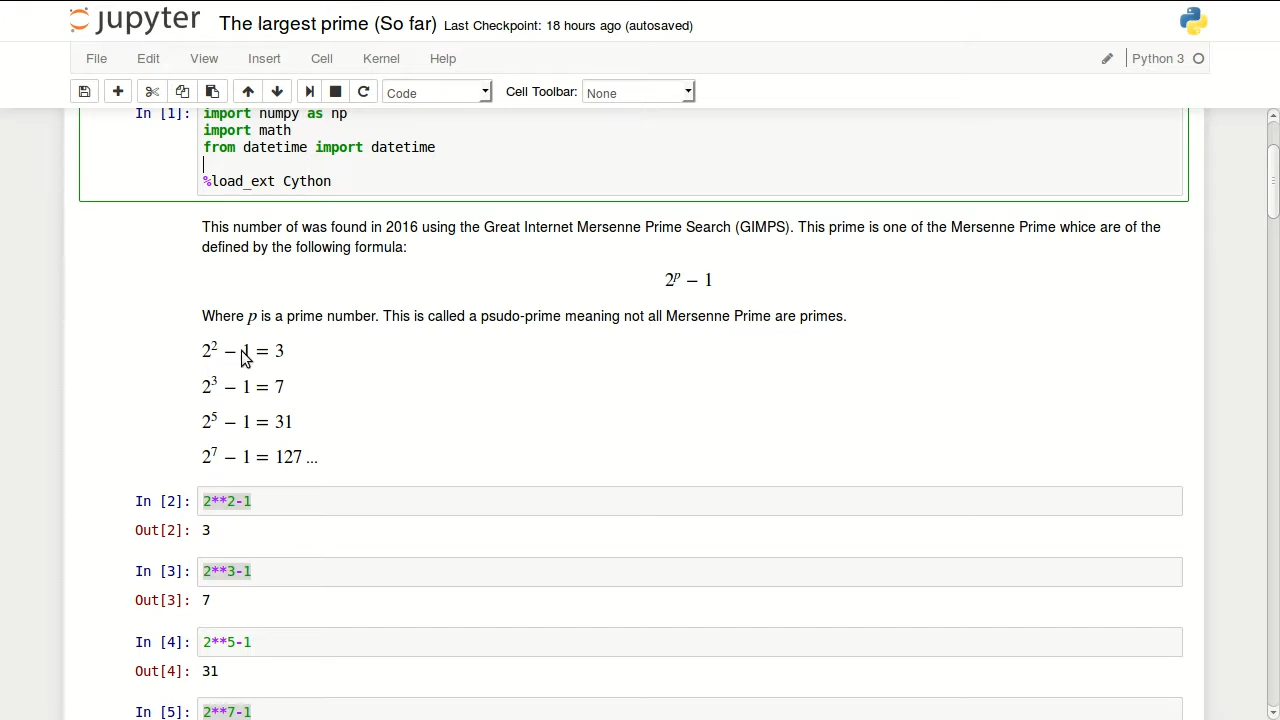 jupyter The largest prime (So far) Last Checkpoint: 18 hours ago (autosaved)
File Edit View Insert Cell Kernel Help Python 3
Code Cell Toolbar: None
In [1]: import numpy as np
import math
from datetime import datetime
%load_ext Cython
This number of was found in 2016 using the Great Internet Mersenne Prime Search (GIMPS). This prime is one of the Mersenne Prime whice are of the
defined by the following formula:
2^p − 1
Where p is a prime number. This is called a psudo-prime meaning not all Mersenne Prime are primes.
2^2 − 1 = 3
2^3 − 1 = 7
2^5 − 1 = 31
2^7 − 1 = 127 ...
In [2]: 2**2-1
Out[2]: 3
In [3]: 2**3-1
Out[3]: 7
In [4]: 2**5-1
Out[4]: 31
In [5]: 2**7-1